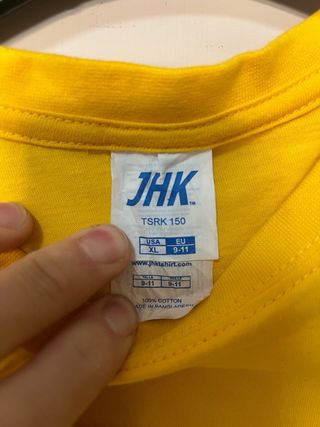 JHK™
TSRK 150
USA EU
XL 9-11
www.jhktshirt.com
9-11 9-11
100% COTTON
MADE IN BANGLADESH